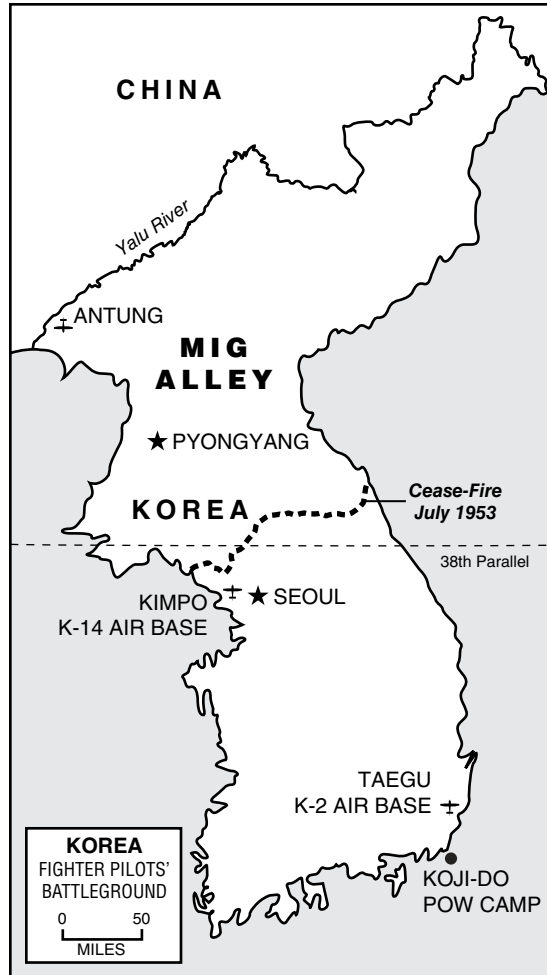 CHINA
Yalu River
ANTUNG
MIG
ALLEY
PYONGYANG
KOREA
Cease-Fire
July 1953
38th Parallel
KIMPO
K-14 AIR BASE
SEOUL
TAEGU
K-2 AIR BASE
KOJI-DO
POW CAMP
KOREA
FIGHTER PILOTS'
BATTLEGROUND
0 50
MILES